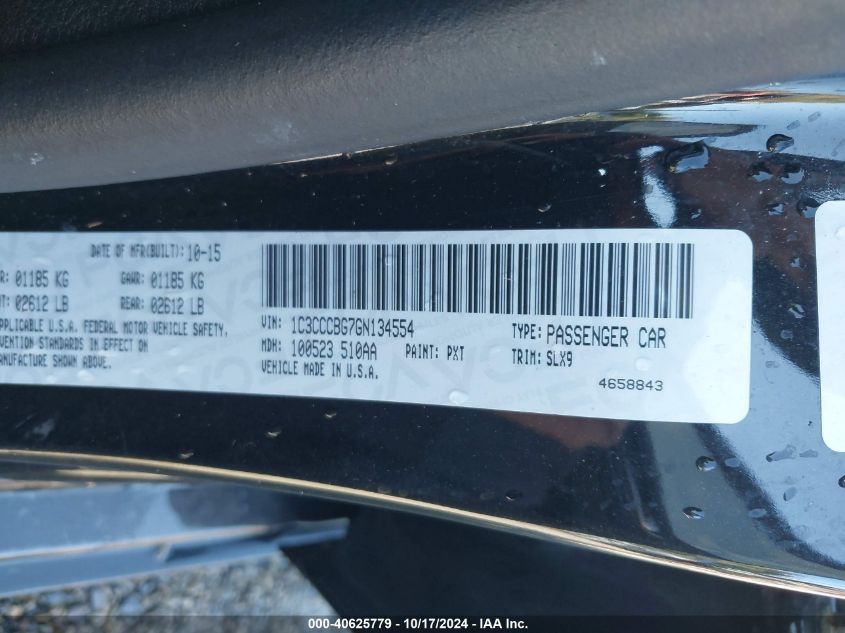 DATE OF MFR(BUILT): 10-15
01185 KG GAWR: 01185 KG
02612 LB REAR: 02612 LB
APPLICABLE U.S.A. FEDERAL MOTOR VEHICLE SAFETY,
STANDARDS IN EFFECT ON
SHOWN ABOVE.
VIN: 1C3CCCBG7GN134554 TYPE: PASSENGER CAR
MDH: 100523 510AA PAINT: PXT TRIM: SLX9
VEHICLE MADE IN U.S.A.
4658843
000-40625779 - 10/17/2024 - IAA Inc.